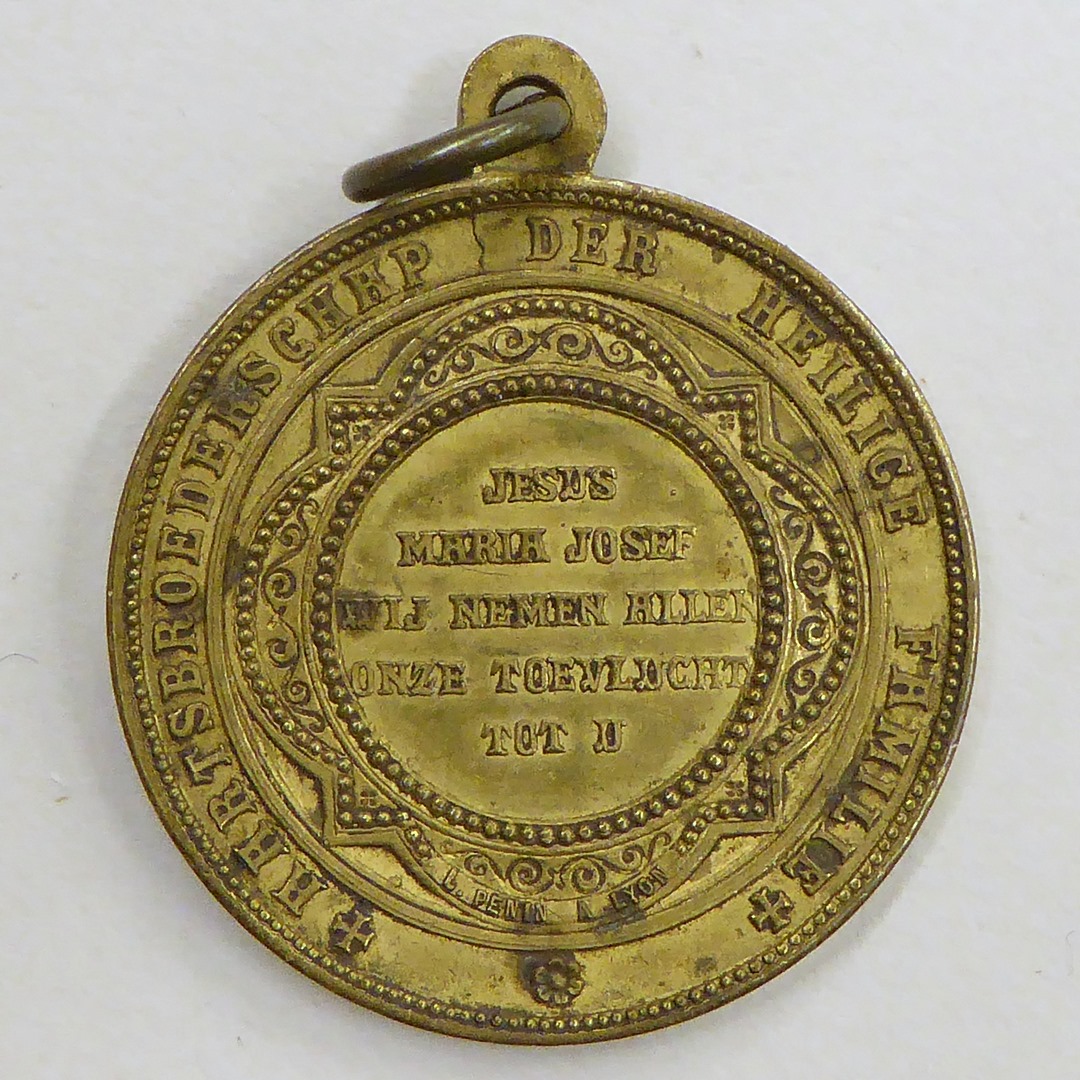 ✠ AARTSBROEDERSCHAP DER HEILIGE FAMILIE ✠
JESUS
MARIA JOSEF
WIJ NEMEN ALLEN
ONZE TOEVLUCHT
TOT U
L. PENIN A LYON